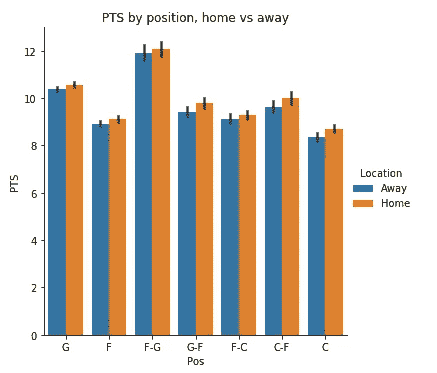 PTS by position, home vs away
12
10
8
6
4
2
0
PTS
G F F-G G-F F-C C-F C
Pos
Location
Away
Home